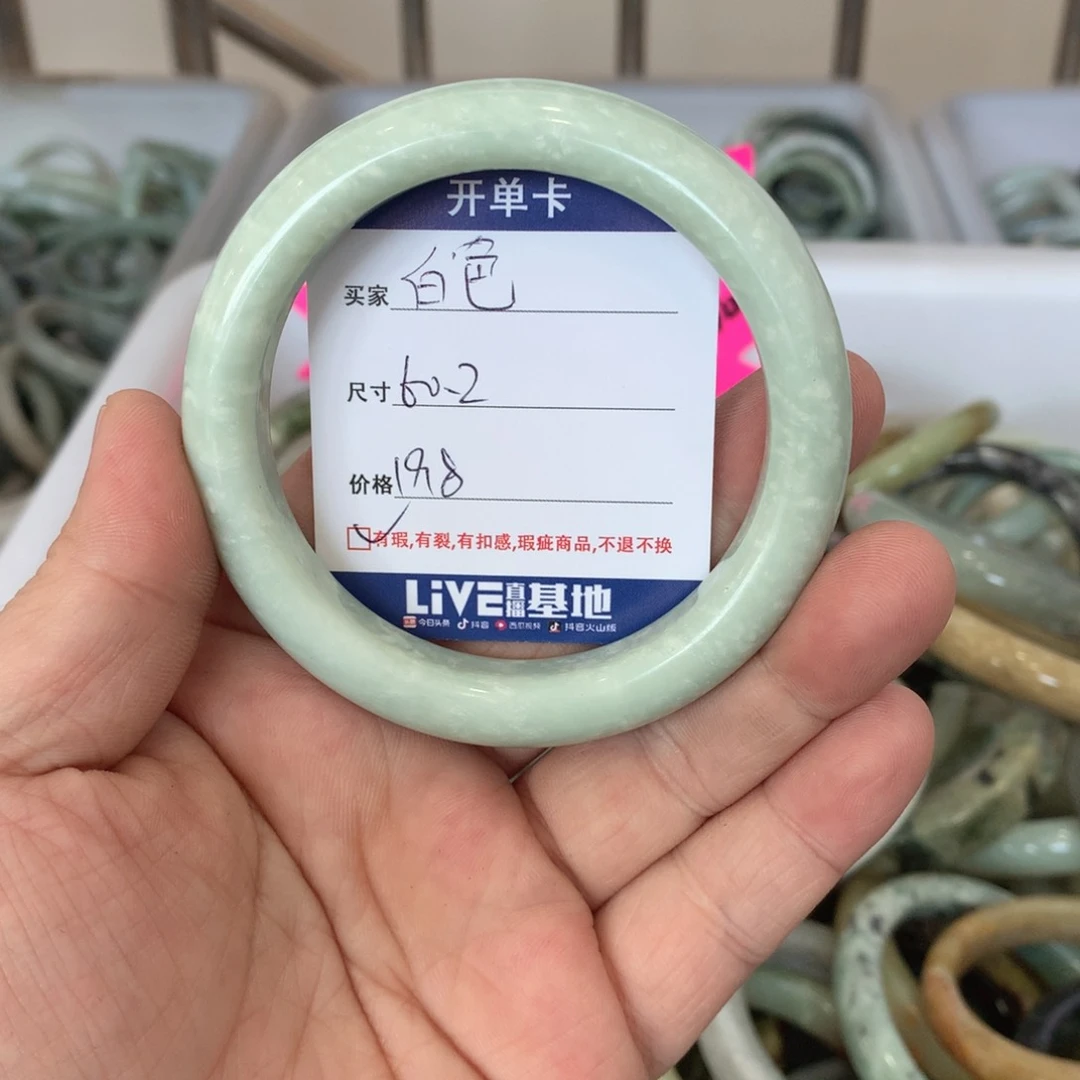 开单卡
买家 白色
尺寸 60-2
价格 198
有瑕,有裂,有扣感,瑕疵商品,不退不换
LiVE直播基地
今日头条 抖音 西瓜视频 抖音火山版